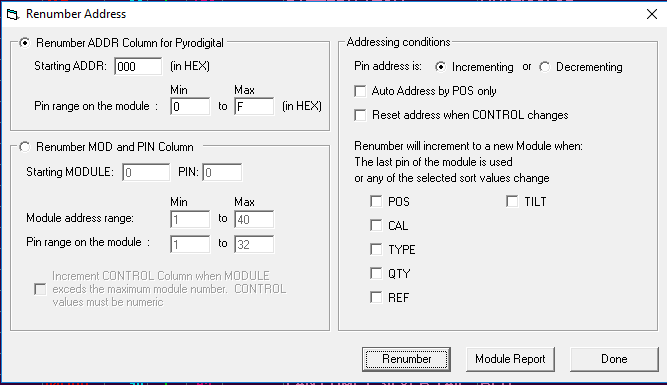 Renumber Address
Renumber ADDR Column for Pyrodigital
Starting ADDR: 000 (in HEX)
Min Max
Pin range on the module : 0 to F (in HEX)
Renumber MOD and PIN Column
Starting MODULE: 0 PIN: 0
Min Max
Module address range: 1 to 40
Pin range on the module : 1 to 32
Increment CONTROL Column when MODULE
exceeds the maximum module number. CONTROL
values must be numeric
Addressing conditions
Pin address is: Incrementing or Decrementing
Auto Address by POS only
Reset address when CONTROL changes
Renumber will increment to a new Module when:
The last pin of the module is used
or any of the selected sort values change
POS TILT
CAL
TYPE
QTY
REF
Renumber Module Report Done